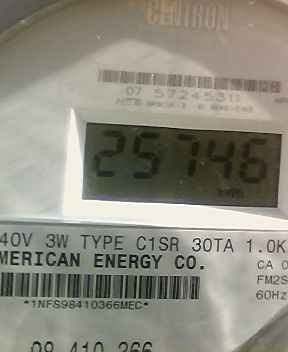 CENTRON
07 57245311
25746
kWh
40V 3W TYPE C1SR 30TA 1.0K
MERICAN ENERGY CO.
CA 0
FM2S
60Hz
*1NFS98410366MEC*
98 410 366